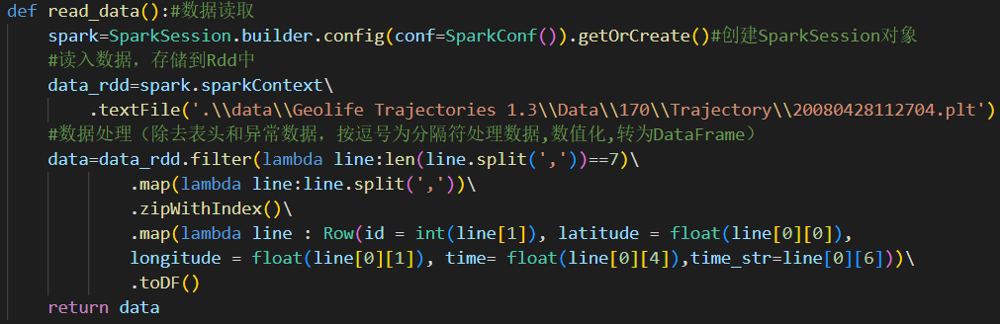 def read_data():#数据读取
    spark=SparkSession.builder.config(conf=SparkConf()).getOrCreate()#创建SparkSession对象
    #读入数据，存储到Rdd中
    data_rdd=spark.sparkContext\
        .textFile('.\\data\\Geolife Trajectories 1.3\\Data\\170\\Trajectory\\20080428112704.plt')
    #数据处理（除去表头和异常数据，按逗号为分隔符处理数据,数值化,转为DataFrame）
    data=data_rdd.filter(lambda line:len(line.split(','))==7)\
            .map(lambda line:line.split(','))\
            .zipWithIndex()\
            .map(lambda line : Row(id = int(line[1]), latitude = float(line[0][0]),
            longitude = float(line[0][1]), time= float(line[0][4]),time_str=line[0][6]))\
            .toDF()
    return data